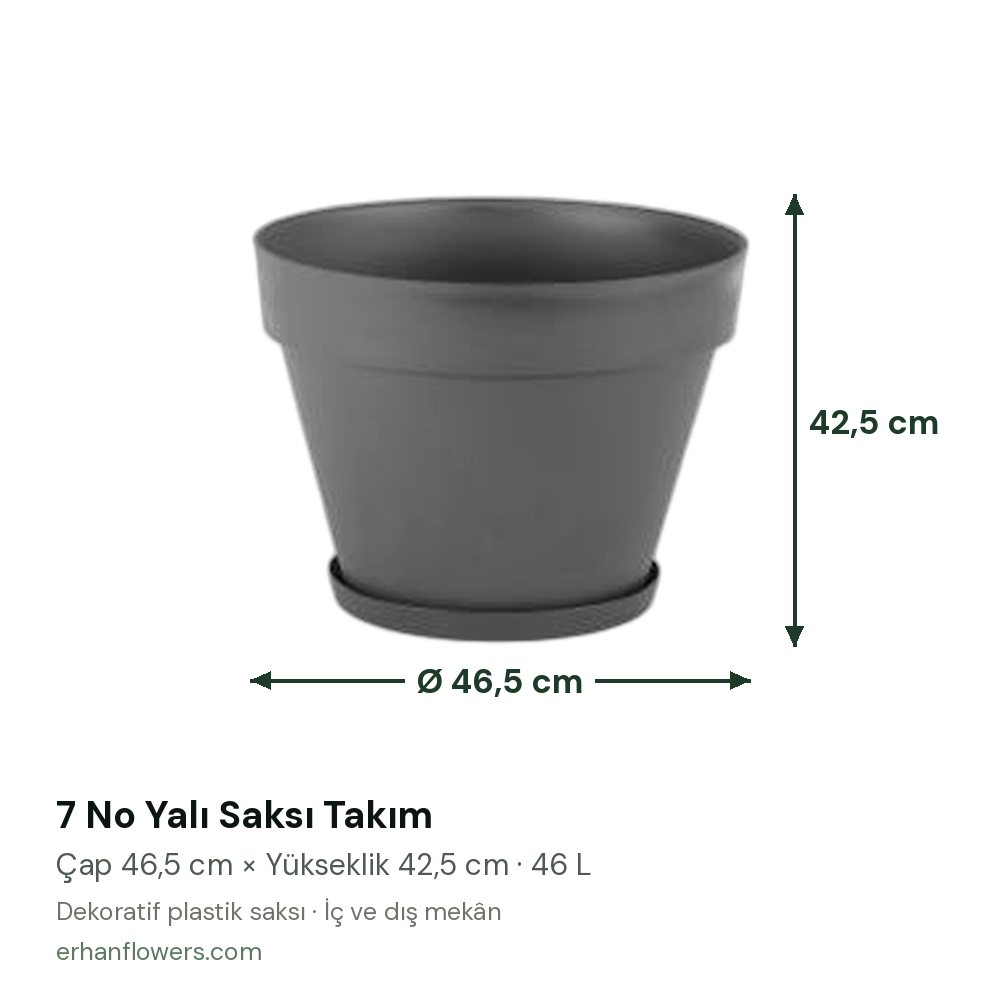 42,5 cm
Ø 46,5 cm
7 No Yalı Saksı Takım
Çap 46,5 cm × Yükseklik 42,5 cm · 46 L
Dekoratif plastik saksı · İç ve dış mekân
erhanflowers.com